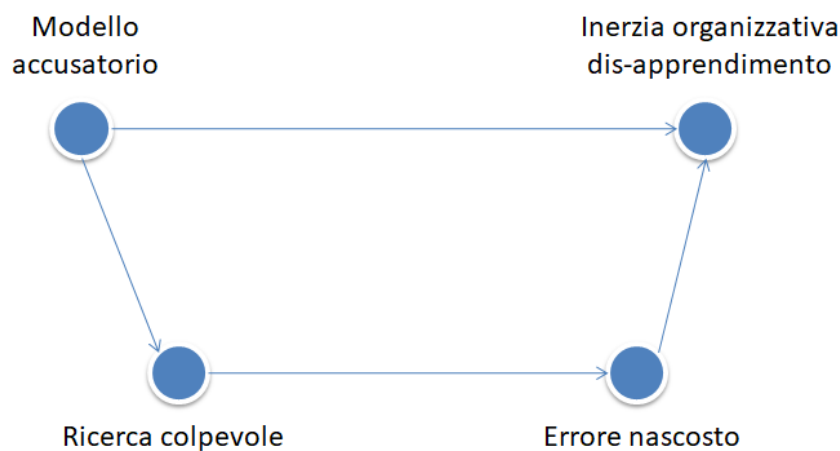 Modello
accusatorio
Inerzia organizzativa
dis-apprendimento
Ricerca colpevole
Errore nascosto